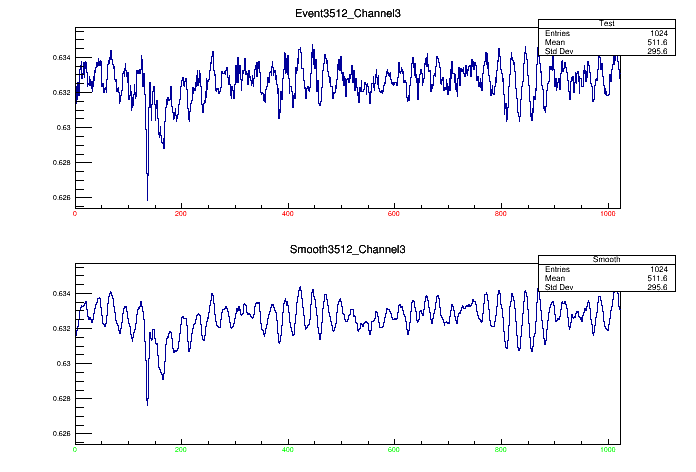 Event3512_Channel3
Test
Entries 1024
Mean 511.6
Std Dev 295.6
0.634
0.632
0.63
0.628
0.626
0 200 400 600 800 1000
Smooth3512_Channel3
Smooth
Entries 1024
Mean 511.6
Std Dev 295.6
0.634
0.632
0.63
0.628
0.626
0 200 400 600 800 1000